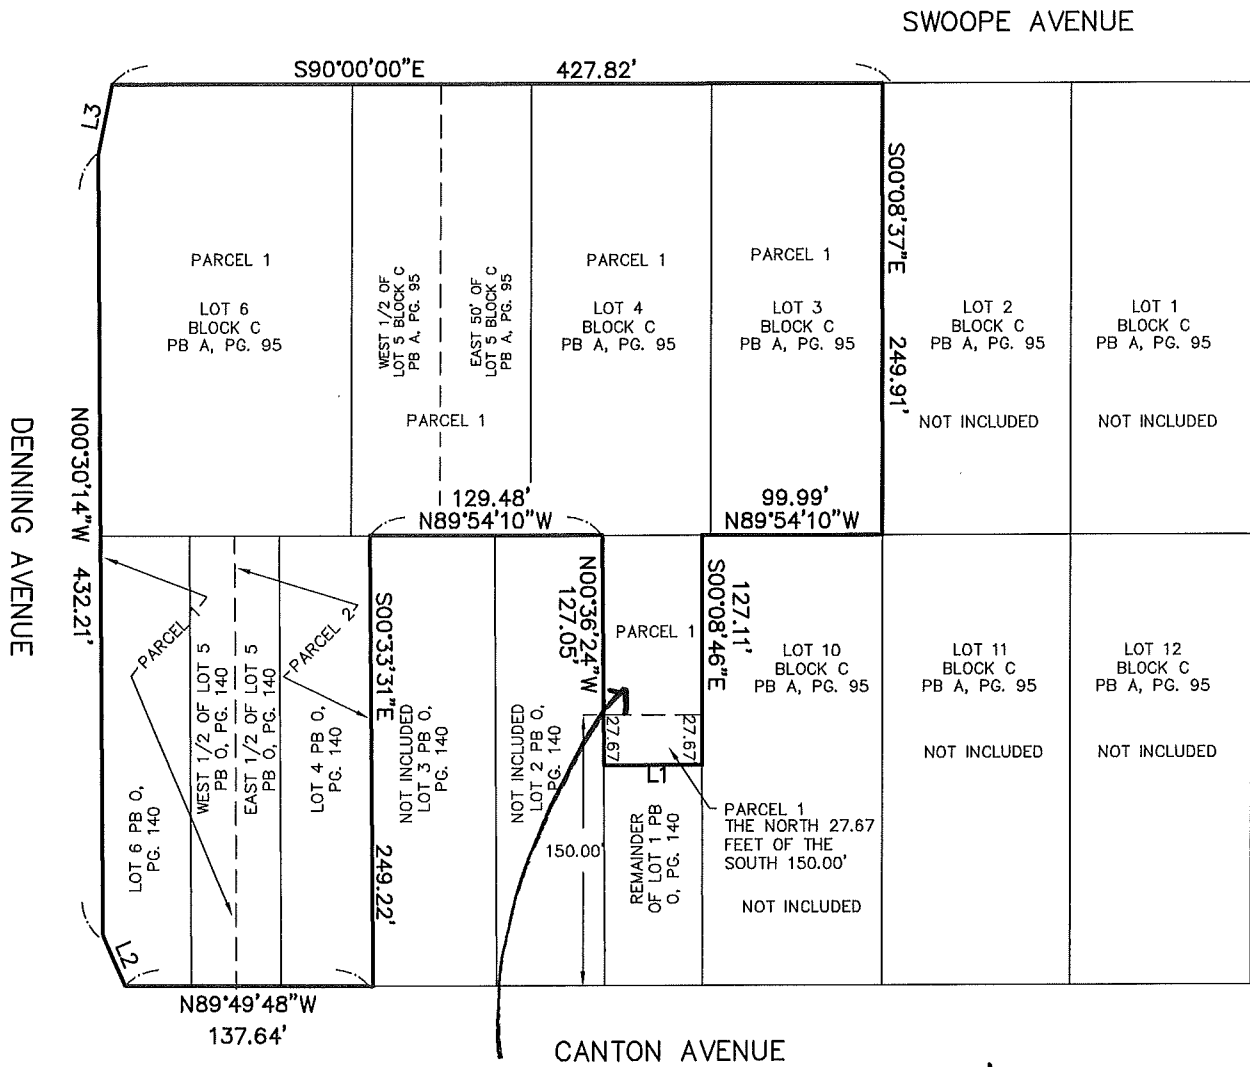 SWOOPE AVENUE
S90°00'00"E 427.82'
L3
S00°08'37"E 249.91'
PARCEL 1
LOT 6
BLOCK C
PB A, PG. 95
WEST 1/2 OF
LOT 5 BLOCK C
PB A, PG. 95
EAST 50' OF
LOT 5 BLOCK C
PB A, PG. 95
PARCEL 1
PARCEL 1
LOT 4
BLOCK C
PB A, PG. 95
PARCEL 1
LOT 3
BLOCK C
PB A, PG. 95
LOT 2
BLOCK C
PB A, PG. 95
NOT INCLUDED
LOT 1
BLOCK C
PB A, PG. 95
NOT INCLUDED
DENNING AVENUE
N00°30'14"W 432.21'
129.48'
N89°54'10"W
99.99'
N89°54'10"W
PARCEL 1
PARCEL 2
LOT 6 PB O,
PG. 140
WEST 1/2 OF LOT 5
PB O, PG. 140
EAST 1/2 OF LOT 5
PB O, PG. 140
LOT 4 PB O,
PG. 140
S00°33'31"E 249.22'
NOT INCLUDED
LOT 3 PB O,
PG. 140
NOT INCLUDED
LOT 2 PB O,
PG. 140
N00°36'24"W
127.05'
PARCEL 1
127.11'
S00°08'46"E
27.67
27.67
L1
150.00'
REMAINDER
OF LOT 1 PB
O, PG. 140
PARCEL 1
THE NORTH 27.67
FEET OF THE
SOUTH 150.00'
NOT INCLUDED
LOT 10
BLOCK C
PB A, PG. 95
LOT 11
BLOCK C
PB A, PG. 95
NOT INCLUDED
LOT 12
BLOCK C
PB A, PG. 95
NOT INCLUDED
L2
N89°49'48"W
137.64'
CANTON AVENUE